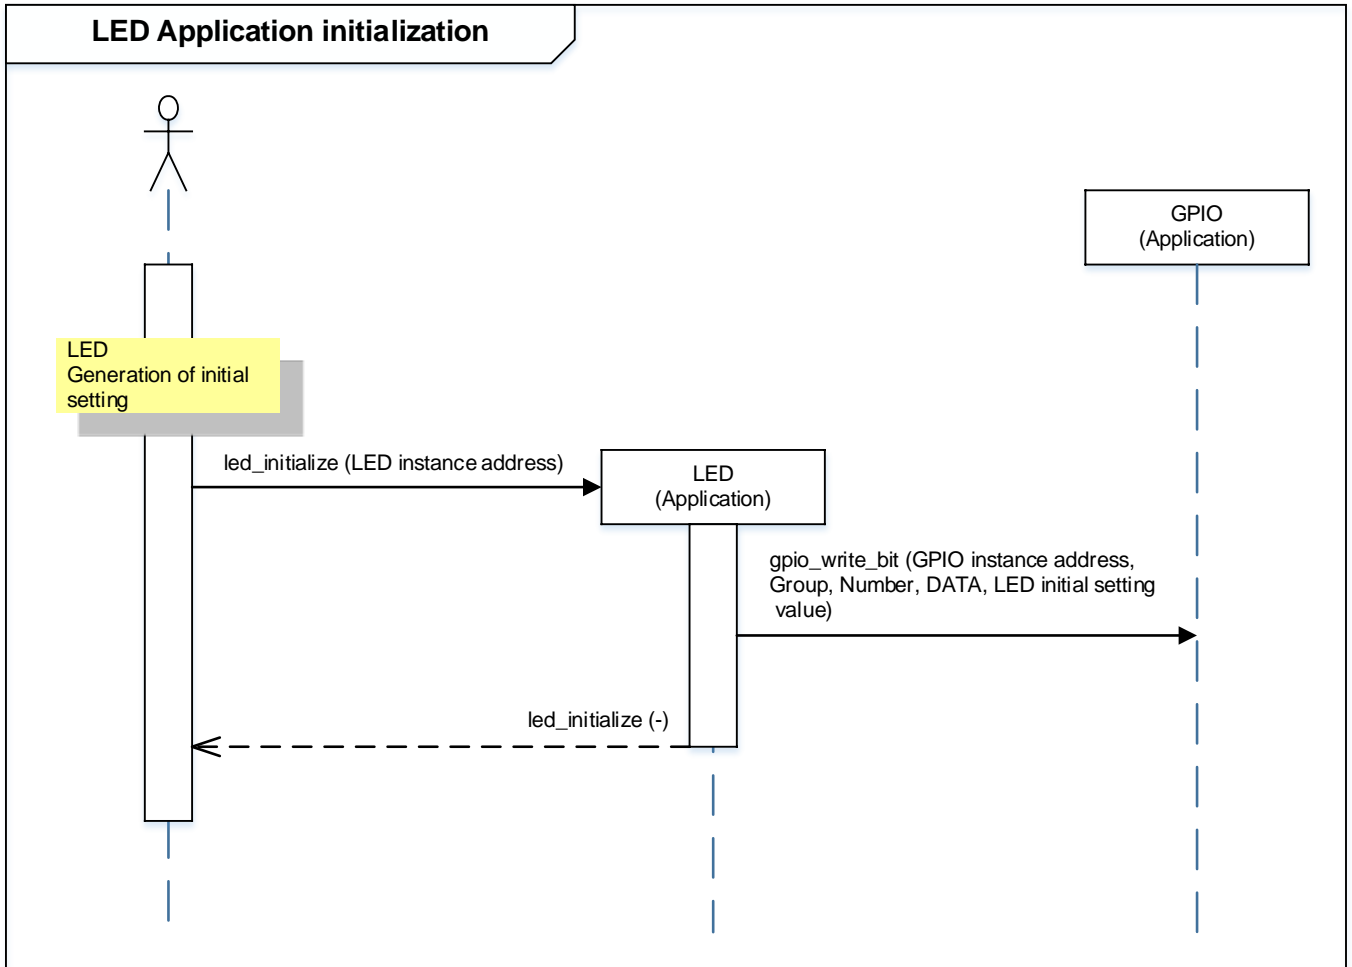 LED Application initialization
GPIO
(Application)
LED
Generation of initial
setting
led_initialize (LED instance address)
LED
(Application)
gpio_write_bit (GPIO instance address,
Group, Number, DATA, LED initial setting
value)
led_initialize (-)